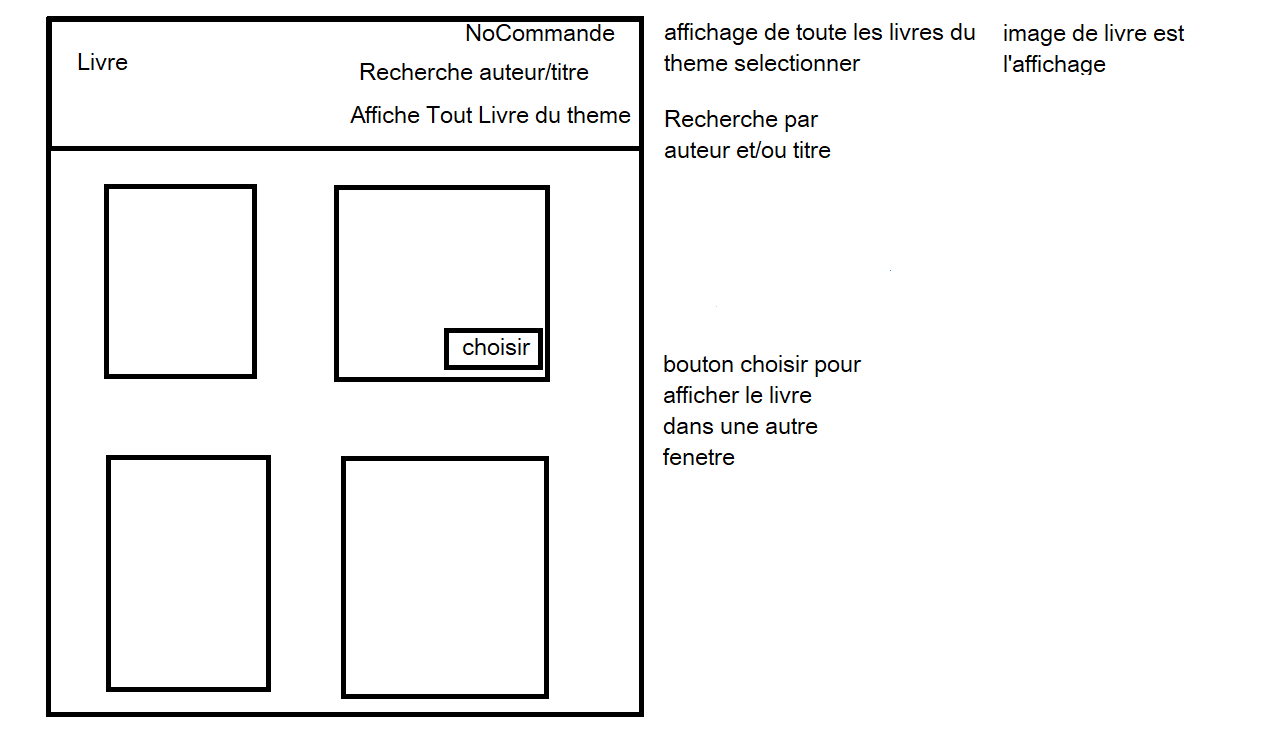 NoCommande
Livre
Recherche auteur/titre
Affiche Tout Livre du theme
choisir
affichage de toute les livres du
theme selectionner
image de livre est
l'affichage
Recherche par
auteur et/ou titre
bouton choisir pour
afficher le livre
dans une autre
fenetre